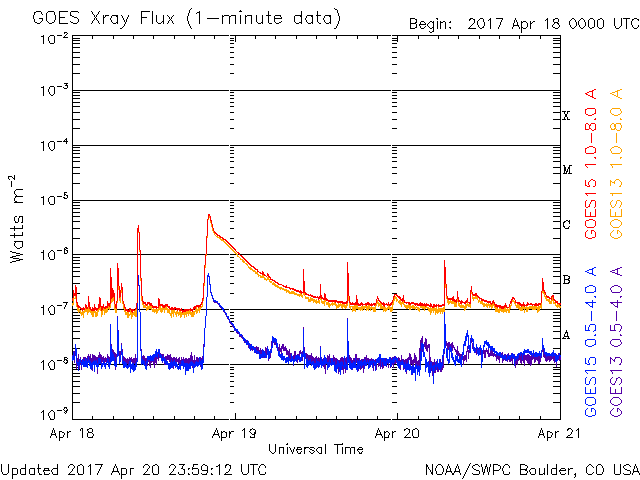 GOES Xray Flux (1-minute data)
Begin: 2017 Apr 18 0000 UTC
10-2
10-3
10-4
10-5
10-6
10-7
10-8
10-9
Watts m-2
X
M
C
B
A
GOES15 1.0-8.0 A
GOES13 1.0-8.0 A
GOES15 0.5-4.0 A
GOES13 0.5-4.0 A
Apr 18
Apr 19
Apr 20
Apr 21
Universal Time
Updated 2017 Apr 20 23:59:12 UTC
NOAA/SWPC Boulder, CO USA